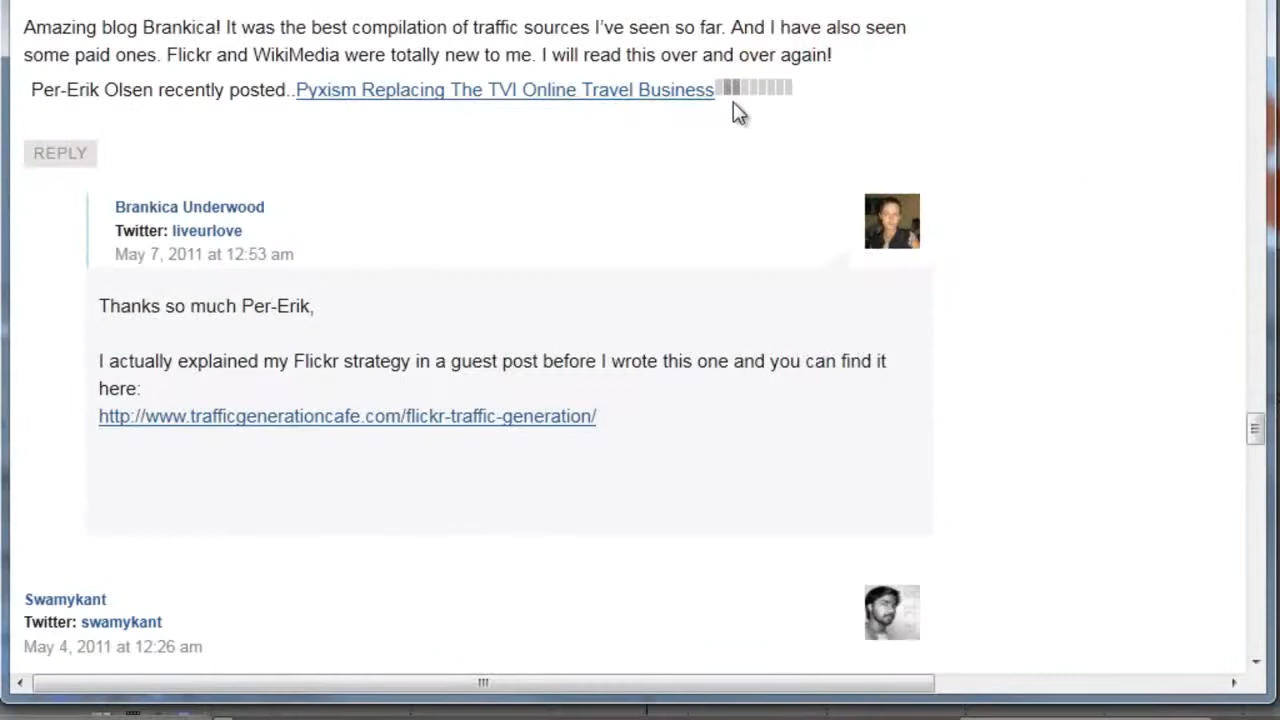 Amazing blog Brankica! It was the best compilation of traffic sources I've seen so far. And I have also seen
some paid ones. Flickr and WikiMedia were totally new to me. I will read this over and over again!
Per-Erik Olsen recently posted..Pyxism Replacing The TVI Online Travel Business
REPLY
Brankica Underwood
Twitter: liveurlove
May 7, 2011 at 12:53 am
Thanks so much Per-Erik,
I actually explained my Flickr strategy in a guest post before I wrote this one and you can find it
here:
http://www.trafficgenerationcafe.com/flickr-traffic-generation/
Swamykant
Twitter: swamykant
May 4, 2011 at 12:26 am